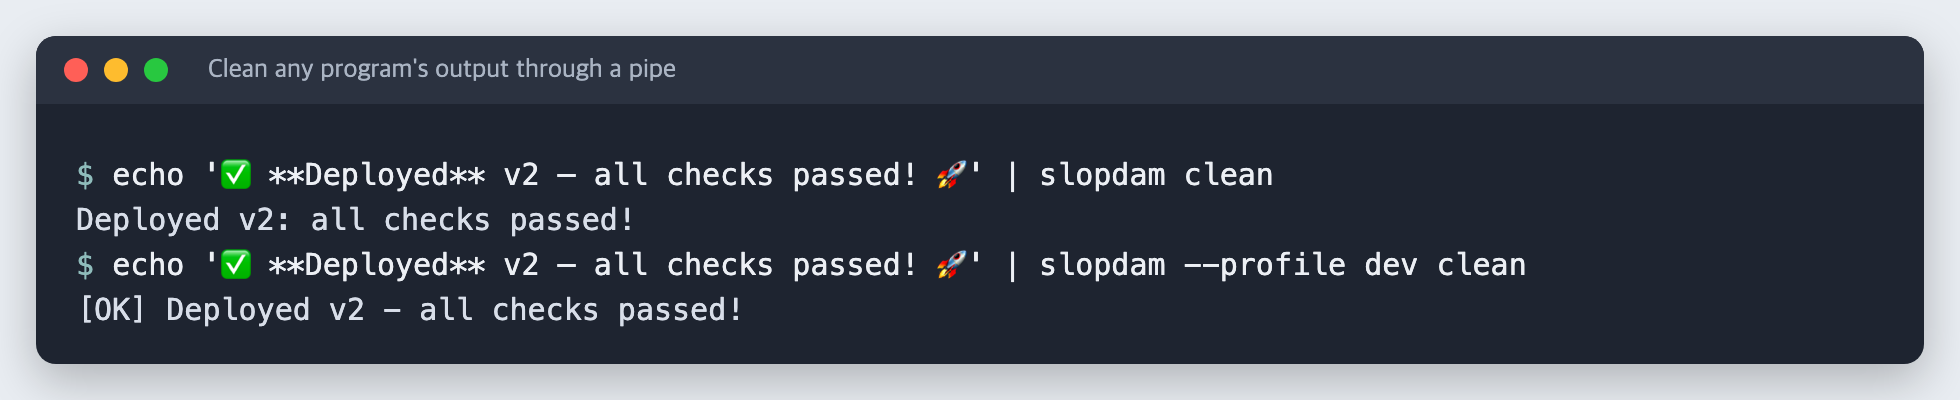 Clean any program's output through a pipe
$ echo '✅ **Deployed** v2 — all checks passed! 🚀' | slopdam clean
Deployed v2: all checks passed!
$ echo '✅ **Deployed** v2 — all checks passed! 🚀' | slopdam --profile dev clean
[OK] Deployed v2 - all checks passed!